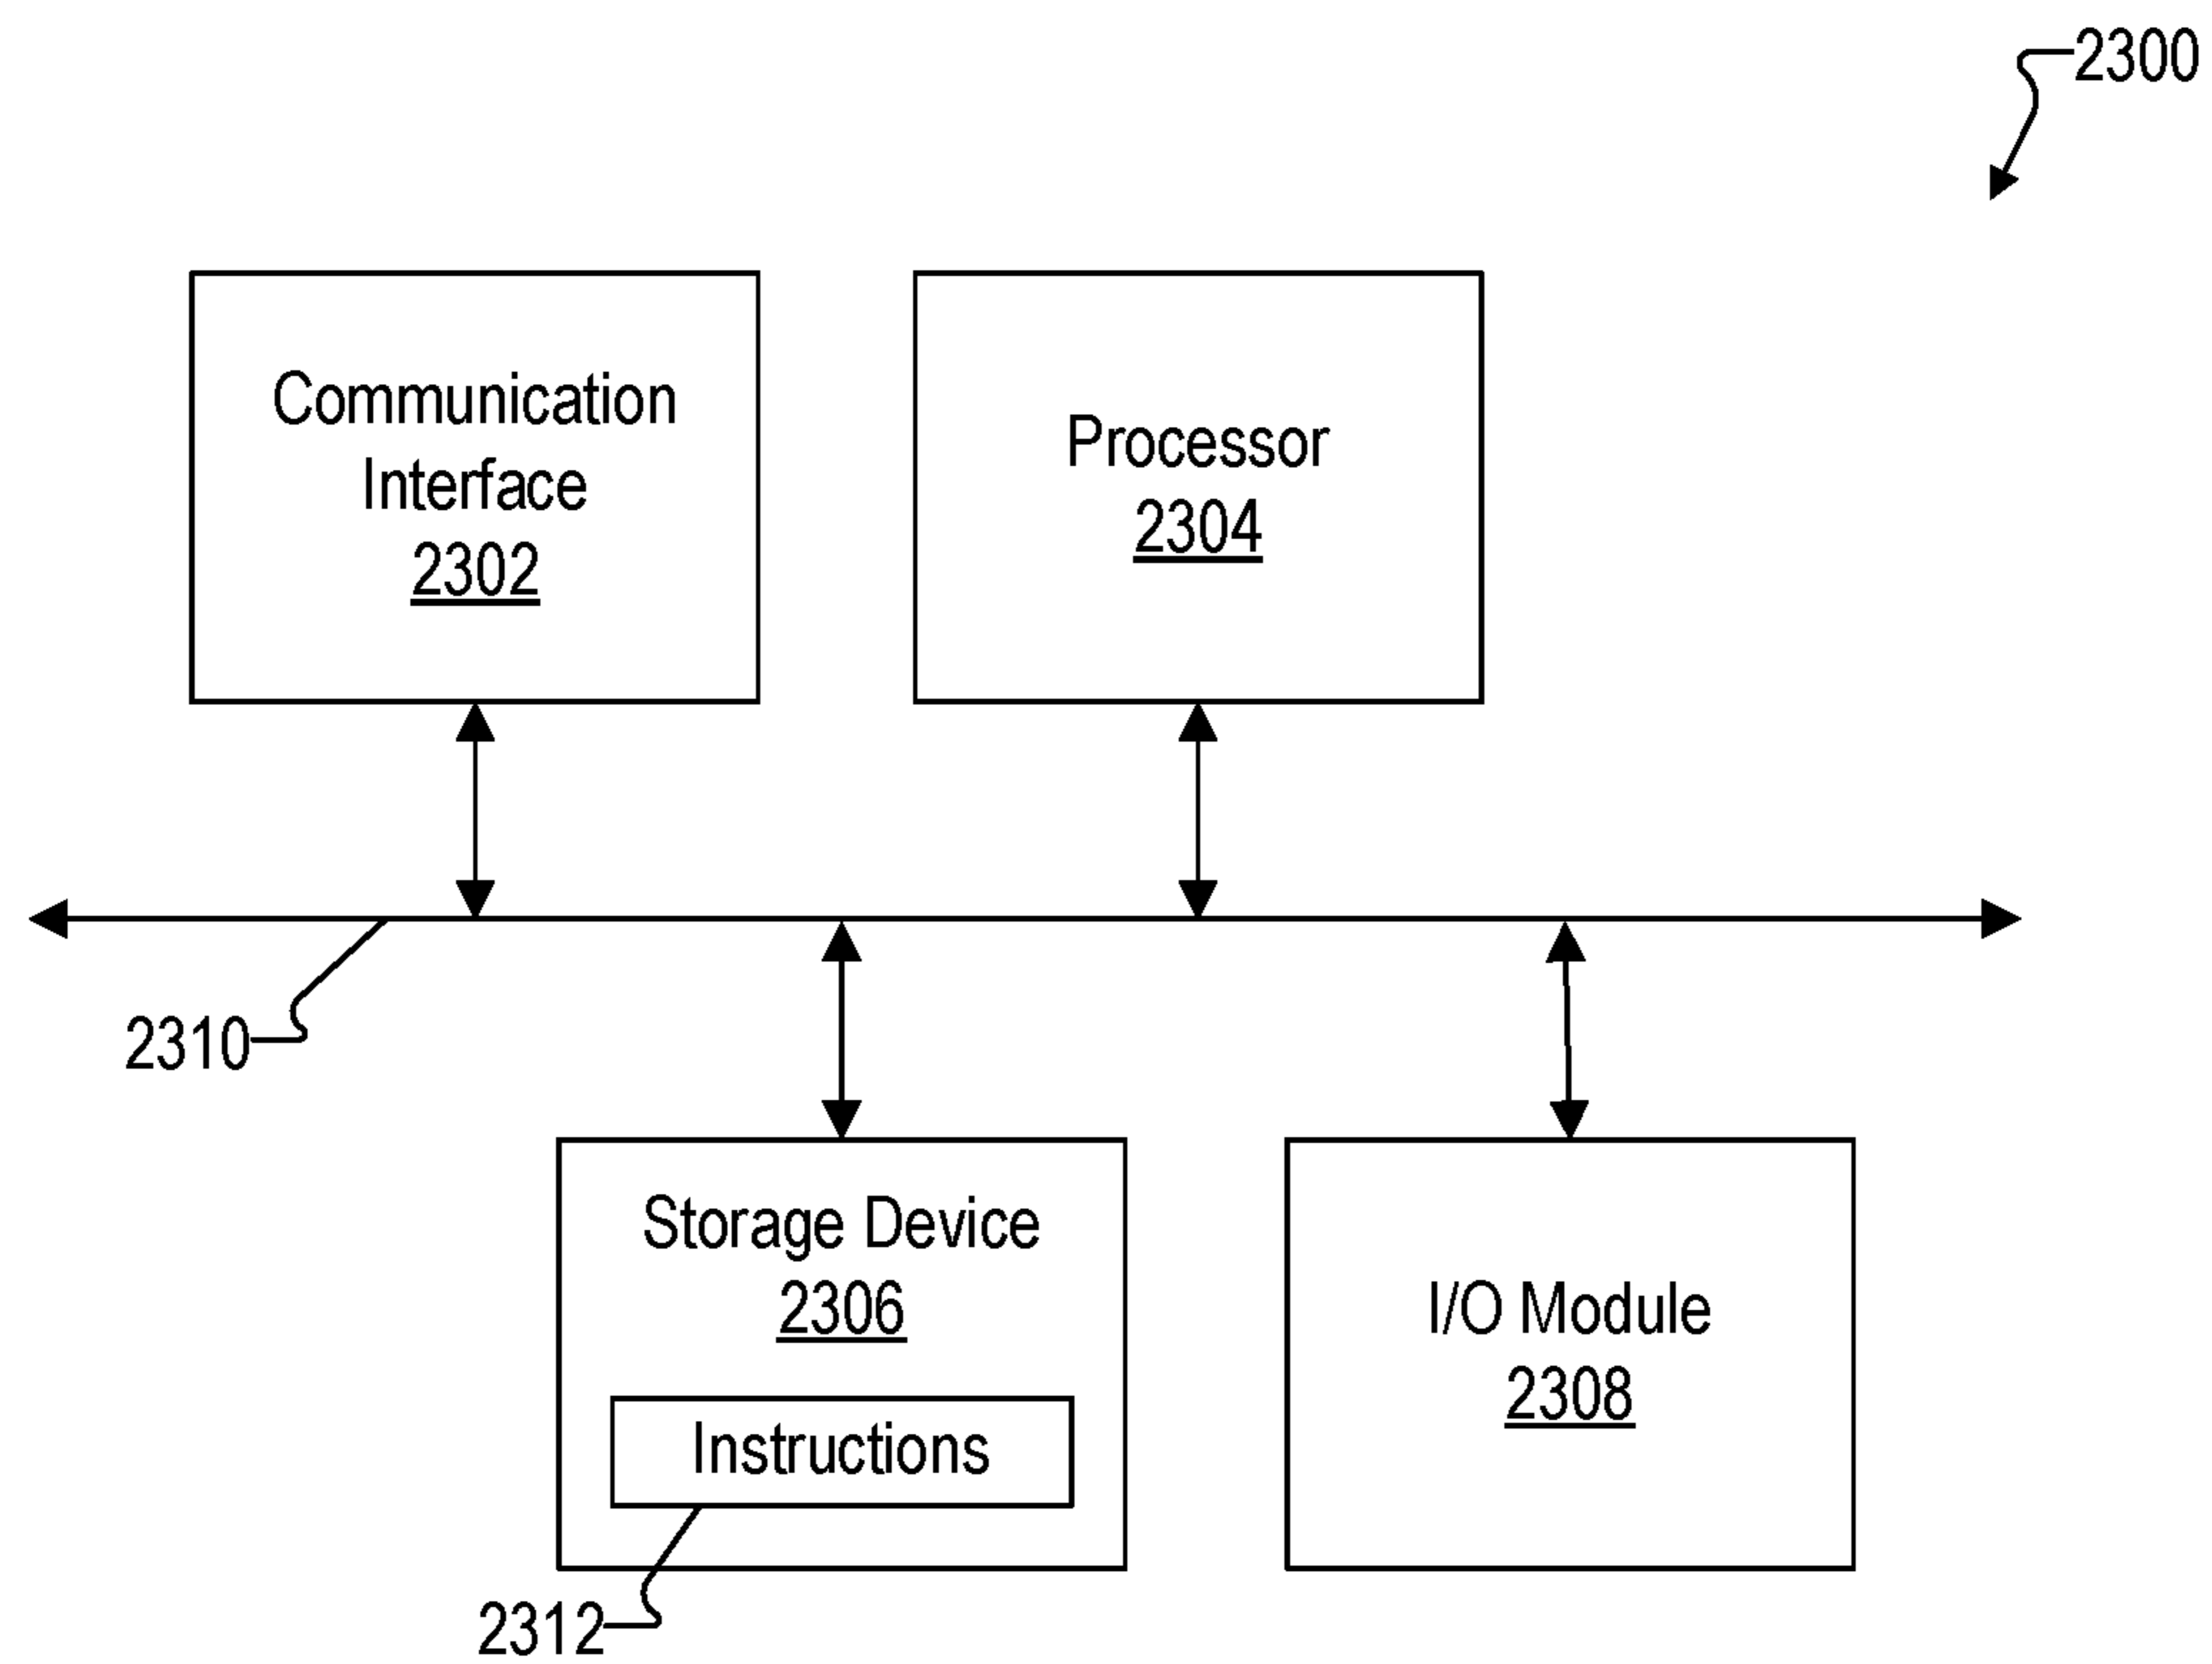 2300
Communication
Interface
2302
Processor
2304
2310
Storage Device
2306
Instructions
2312
I/O Module
2308